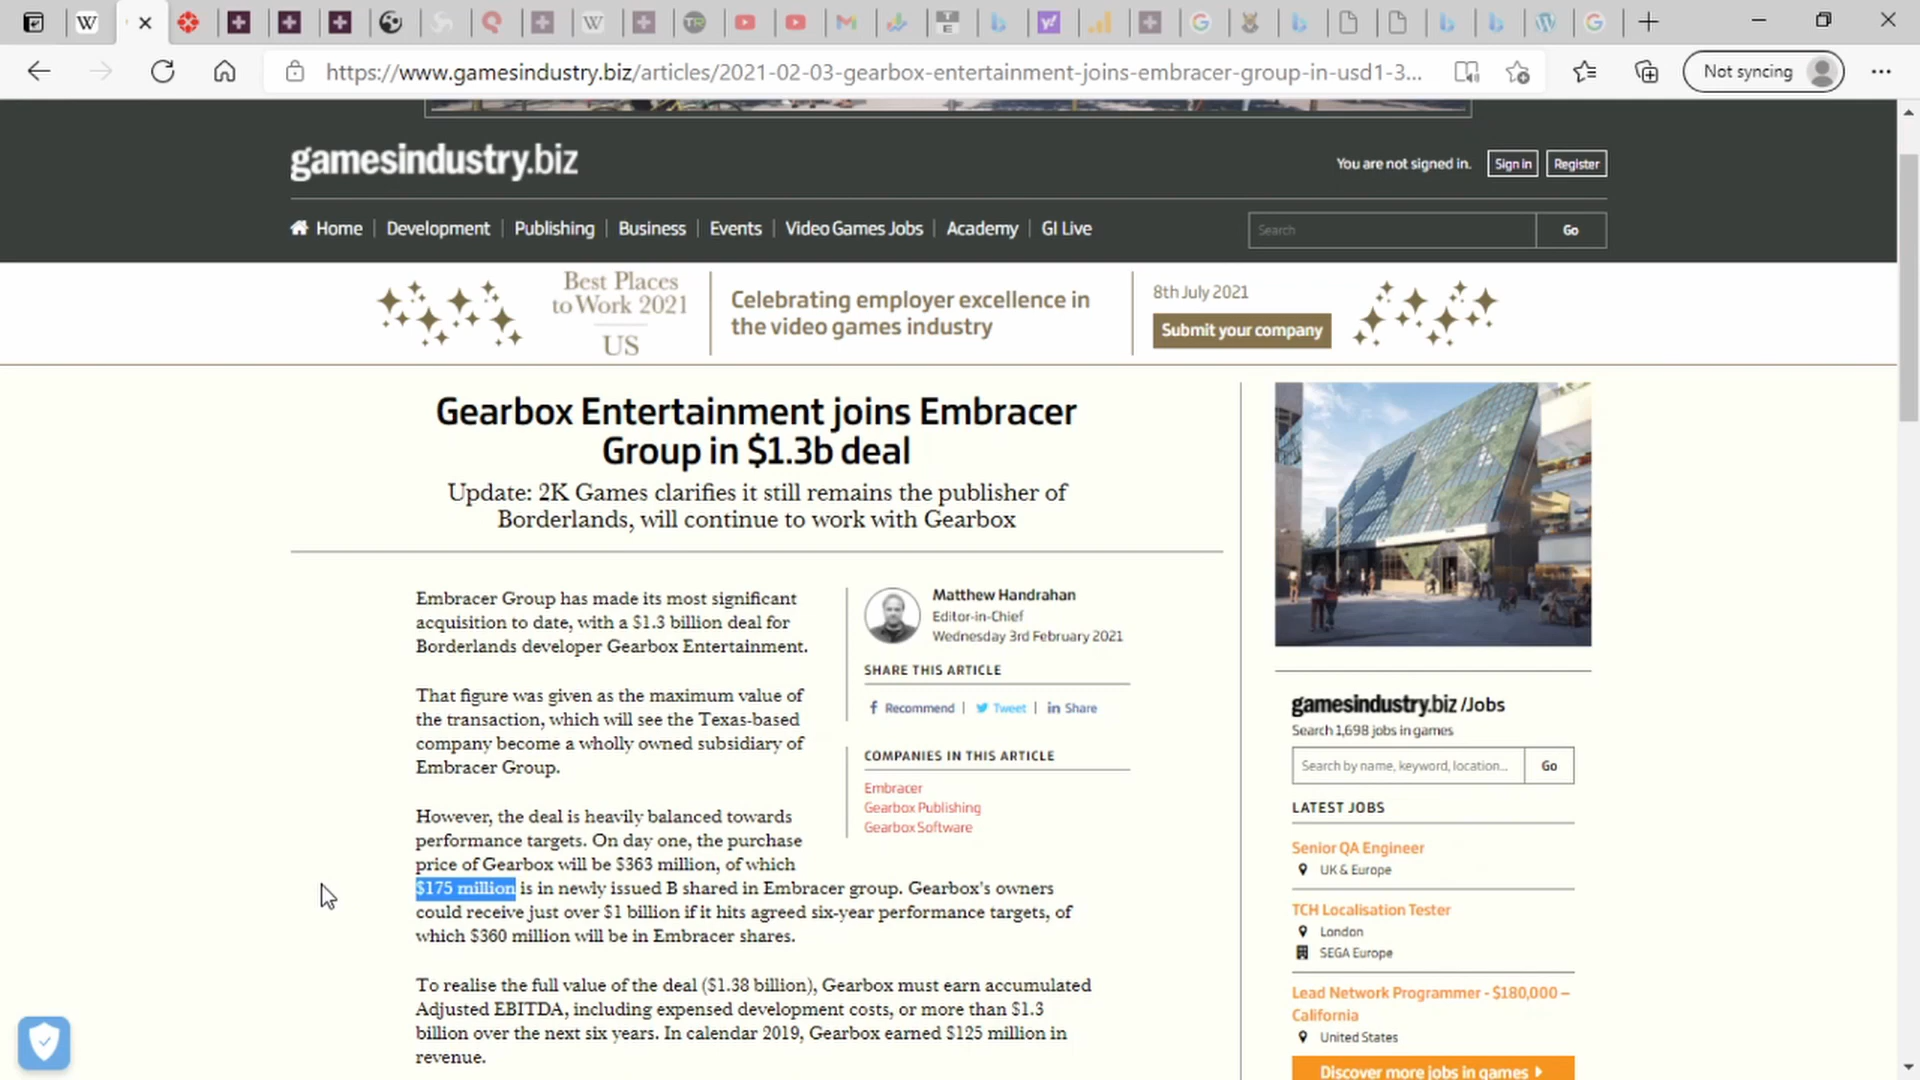 https://www.gamesindustry.biz/articles/2021-02-03-gearbox-entertainment-joins-embracer-group-in-usd1-3...
Not syncing
gamesindustry.biz
You are not signed in.
Sign in
Register
Home | Development | Publishing | Business | Events | Video Games Jobs | Academy | GI Live
Search
Go
Best Places
to Work 2021
US
Celebrating employer excellence in
the video games industry
8th July 2021
Submit your company
Gearbox Entertainment joins Embracer
Group in $1.3b deal
Update: 2K Games clarifies it still remains the publisher of
Borderlands, will continue to work with Gearbox
Embracer Group has made its most significant
acquisition to date, with a $1.3 billion deal for
Borderlands developer Gearbox Entertainment.
That figure was given as the maximum value of
the transaction, which will see the Texas-based
company become a wholly owned subsidiary of
Embracer Group.
However, the deal is heavily balanced towards
performance targets. On day one, the purchase
price of Gearbox will be $363 million, of which
$175 million is in newly issued B shared in Embracer group. Gearbox's owners
could receive just over $1 billion if it hits agreed six-year performance targets, of
which $360 million will be in Embracer shares.
To realise the full value of the deal ($1.38 billion), Gearbox must earn accumulated
Adjusted EBITDA, including expensed development costs, or more than $1.3
billion over the next six years. In calendar 2019, Gearbox earned $125 million in
revenue.
Matthew Handrahan
Editor-in-Chief
Wednesday 3rd February 2021
SHARE THIS ARTICLE
Recommend | Tweet | in Share
COMPANIES IN THIS ARTICLE
Embracer
Gearbox Publishing
Gearbox Software
gamesindustry.biz /Jobs
Search 1,698 jobs in games
Search by name, keyword, location...
Go
LATEST JOBS
Senior QA Engineer
UK & Europe
TCH Localisation Tester
London
SEGA Europe
Lead Network Programmer - $180,000 –
California
United States
Discover more jobs in games